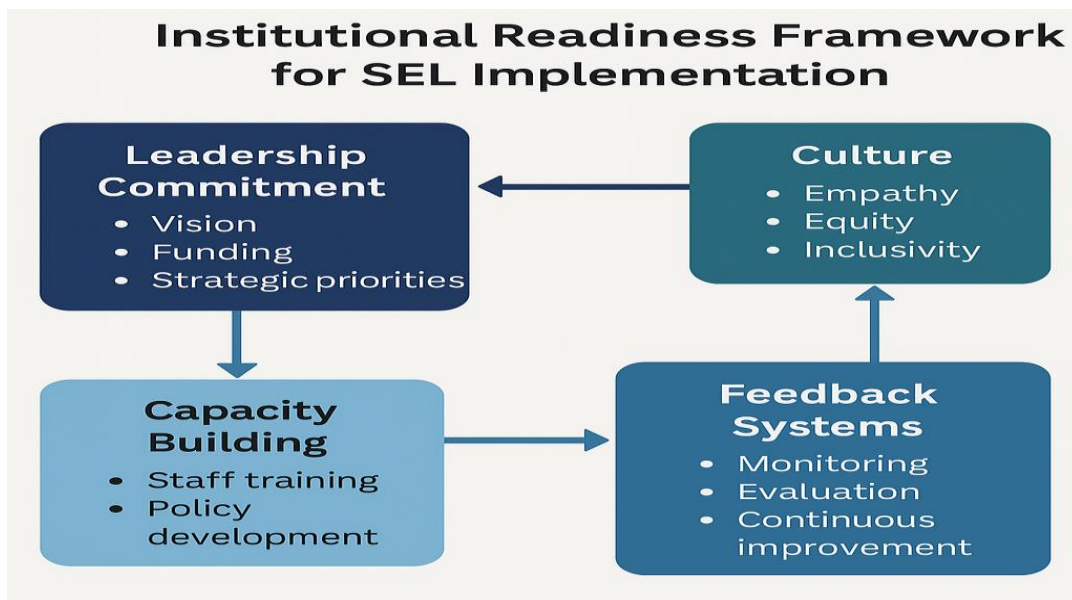 Institutional Readiness Framework
for SEL Implementation
Leadership
Commitment
• Vision
• Funding
• Strategic priorities
Culture
• Empathy
• Equity
• Inclusivity
Capacity
Building
• Staff training
• Policy
development
Feedback
Systems
• Monitoring
• Evaluation
• Continuous
improvement